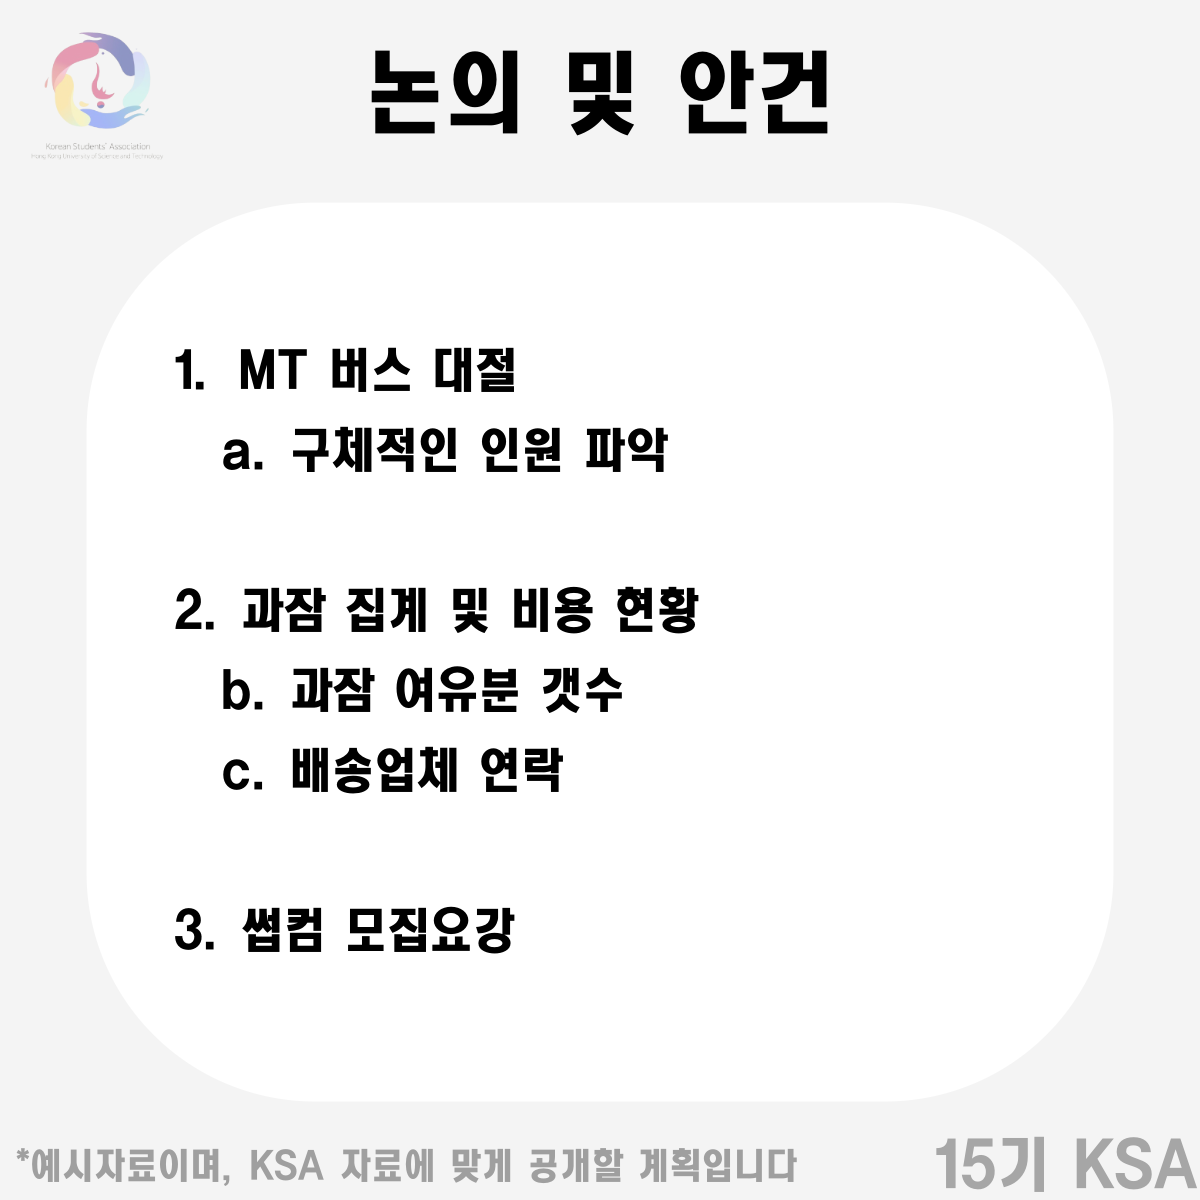 Korean Students' Association
Hong Kong University of Science and Technology
논의 및 안건
1. MT 버스 대절
a. 구체적인 인원 파악
2. 과잠 집계 및 비용 현황
b. 과잠 여유분 갯수
c. 배송업체 연락
3. 썹컴 모집요강
*예시자료이며, KSA 자료에 맞게 공개할 계획입니다
15기 KSA